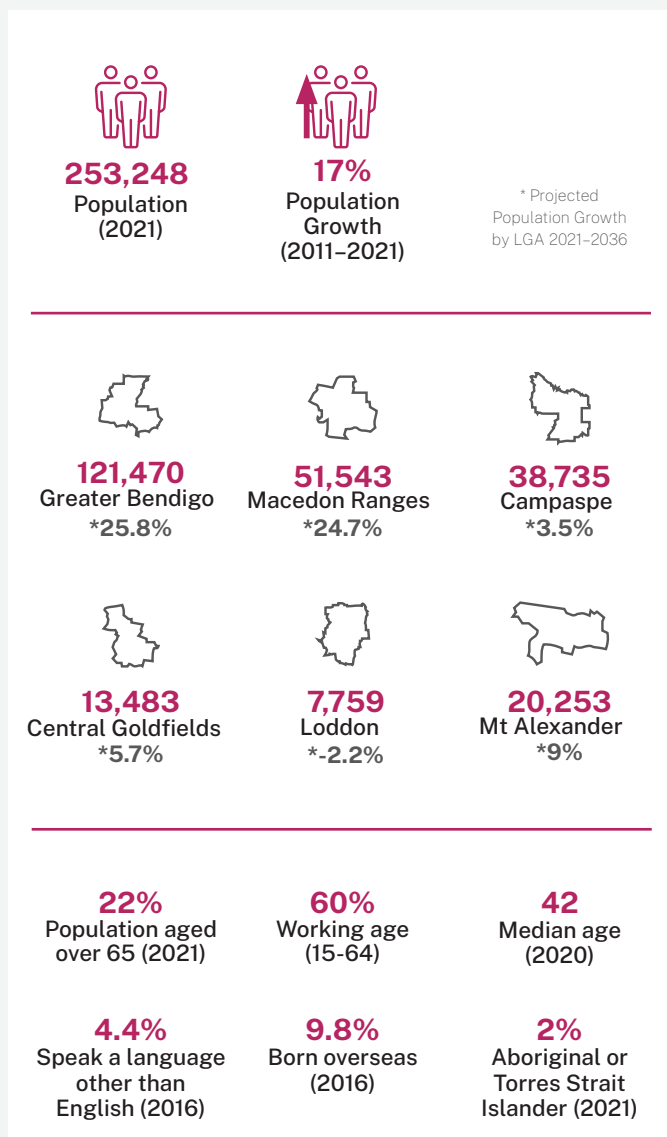 253,248
Population
(2021)
17%
Population
Growth
(2011–2021)
* Projected
Population Growth
by LGA 2021–2036
121,470
Greater Bendigo
*25.8%
51,543
Macedon Ranges
*24.7%
38,735
Campaspe
*3.5%
13,483
Central Goldfields
*5.7%
7,759
Loddon
*-2.2%
20,253
Mt Alexander
*9%
22%
Population aged
over 65 (2021)
60%
Working age
(15-64)
42
Median age
(2020)
4.4%
Speak a language
other than
English (2016)
9.8%
Born overseas
(2016)
2%
Aboriginal or
Torres Strait
Islander (2021)